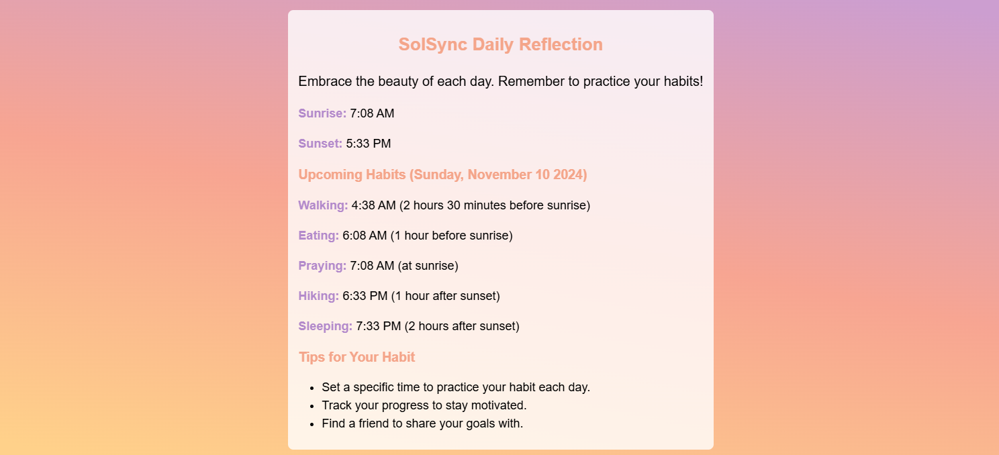 SolSync Daily Reflection
Embrace the beauty of each day. Remember to practice your habits!
Sunrise: 7:08 AM
Sunset: 5:33 PM
Upcoming Habits (Sunday, November 10 2024)
Walking: 4:38 AM (2 hours 30 minutes before sunrise)
Eating: 6:08 AM (1 hour before sunrise)
Praying: 7:08 AM (at sunrise)
Hiking: 6:33 PM (1 hour after sunset)
Sleeping: 7:33 PM (2 hours after sunset)
Tips for Your Habit
• Set a specific time to practice your habit each day.
• Track your progress to stay motivated.
• Find a friend to share your goals with.